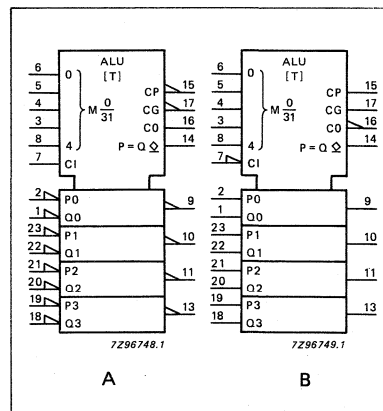 ALU
[T]
6 0
5
4
3
8 4
7 CI
M 0/31
CP 15
CG 17
C0 16
P = Q 14
2 P0
1 Q0
9
23 P1
22 Q1
10
21 P2
20 Q2
11
19 P3
18 Q3
13
7Z96748.1
A
ALU
[T]
6 0
5
4
3
8 4
7 CI
M 0/31
CP 15
CG 17
C0 16
P = Q 14
2 P0
1 Q0
9
23 P1
22 Q1
10
21 P2
20 Q2
11
19 P3
18 Q3
13
7Z96749.1
B